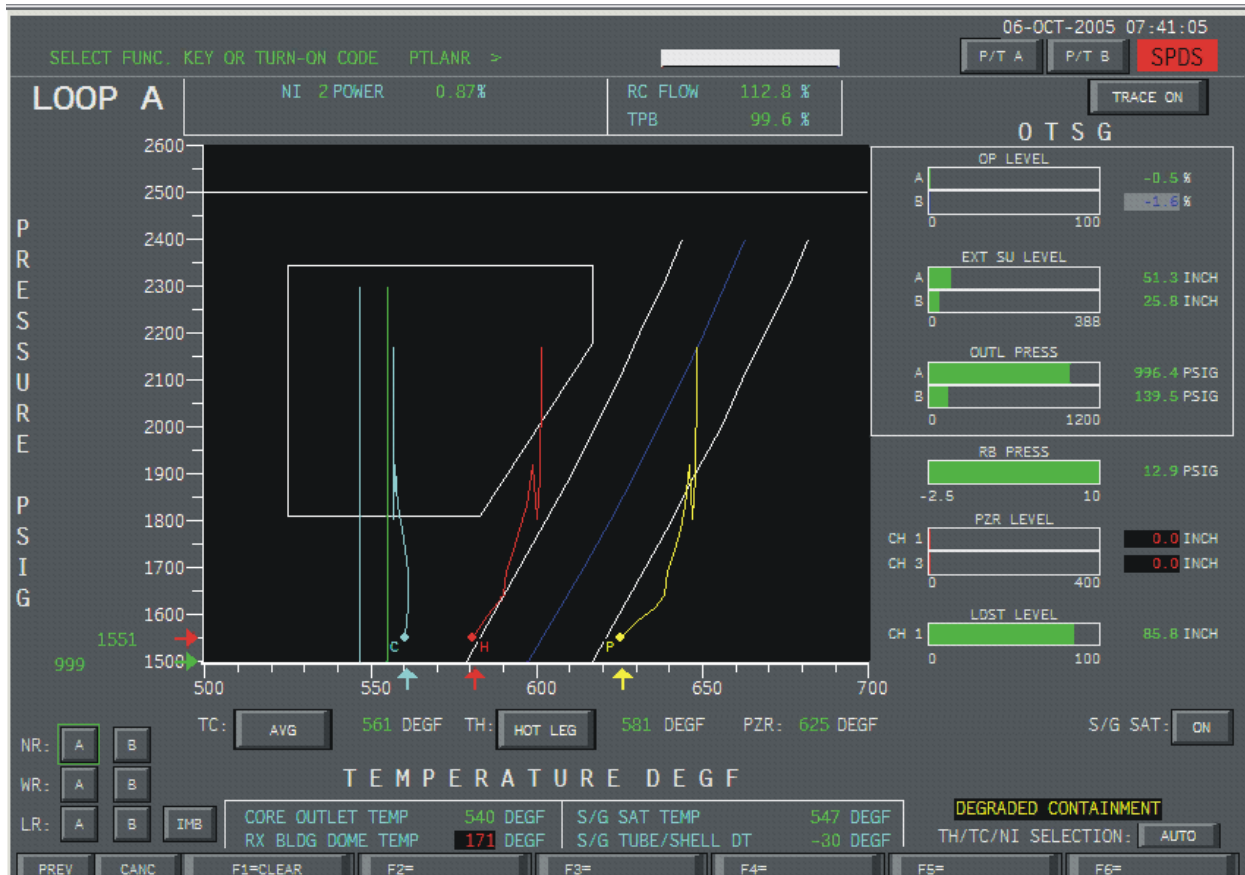 06-OCT-2005 07:41:05
SELECT FUNC. KEY OR TURN-ON CODE PTLANR >
P/T A P/T B SPDS
LOOP A
NI 2 POWER 0.87%
RC FLOW 112.8 %
TPB 99.6 %
TRACE ON
OTSG
OP LEVEL
A -0.5 %
B -1.6 %
0 100
EXT SU LEVEL
A 51.3 INCH
B 25.8 INCH
0 388
OUTL PRESS
A 996.4 PSIG
B 139.5 PSIG
0 1200
RB PRESS
12.9 PSIG
-2.5 10
PZR LEVEL
CH 1 0.0 INCH
CH 3 0.0 INCH
0 400
LDST LEVEL
CH 1 85.8 INCH
0 100
PRESSURE PSIG
2600
2500
2400
2300
2200
2100
2000
1900
1800
1700
1600
1500
1551
999
C H P
500 550 600 650 700
TC: AVG 561 DEGF TH: HOT LEG 581 DEGF PZR: 625 DEGF S/G SAT: ON
NR: A B
WR: A B
LR: A B IMB
TEMPERATURE DEGF
CORE OUTLET TEMP 540 DEGF S/G SAT TEMP 547 DEGF
RX BLDG DOME TEMP 171 DEGF S/G TUBE/SHELL DT -30 DEGF
DEGRADED CONTAINMENT
TH/TC/NI SELECTION: AUTO
PREV CANC F1=CLEAR F2= F3= F4= F5= F6=